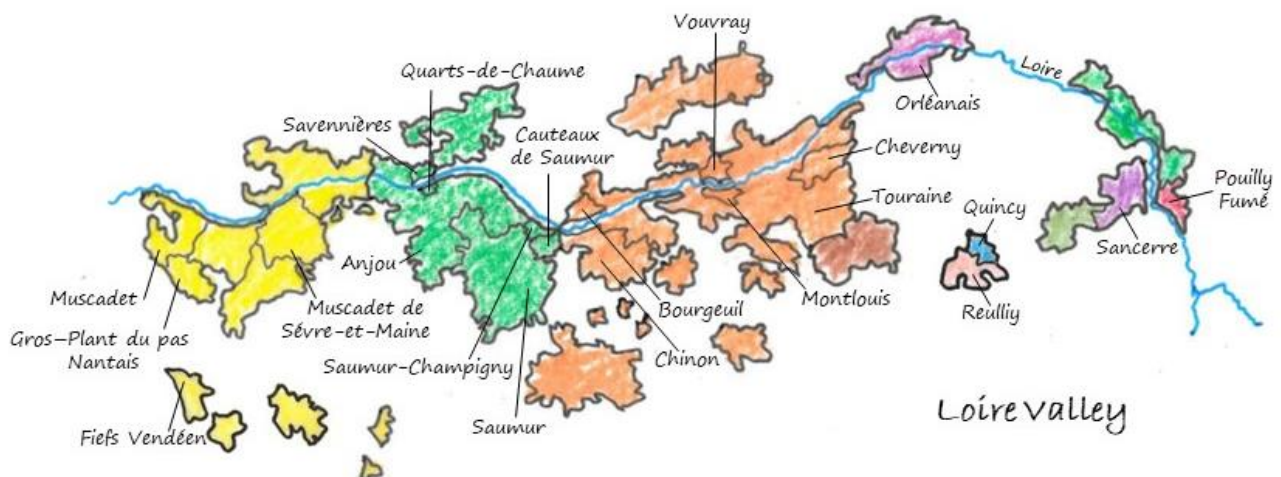 Vouvray
Quarts-de-Chaume
Loire
Orléanais
Savennières
Cauteaux
de Saumur
Cheverny
Touraine
Pouilly
Fumé
Quincy
Sancerre
Anjou
Muscadet
Muscadet de
Sévre-et-Maine
Bourgeuil
Montlouis
Reulliy
Gros-Plant du pas
Nantais
Saumur-Champigny
Chinon
Fiefs Vendéen
Saumur
Loire Valley